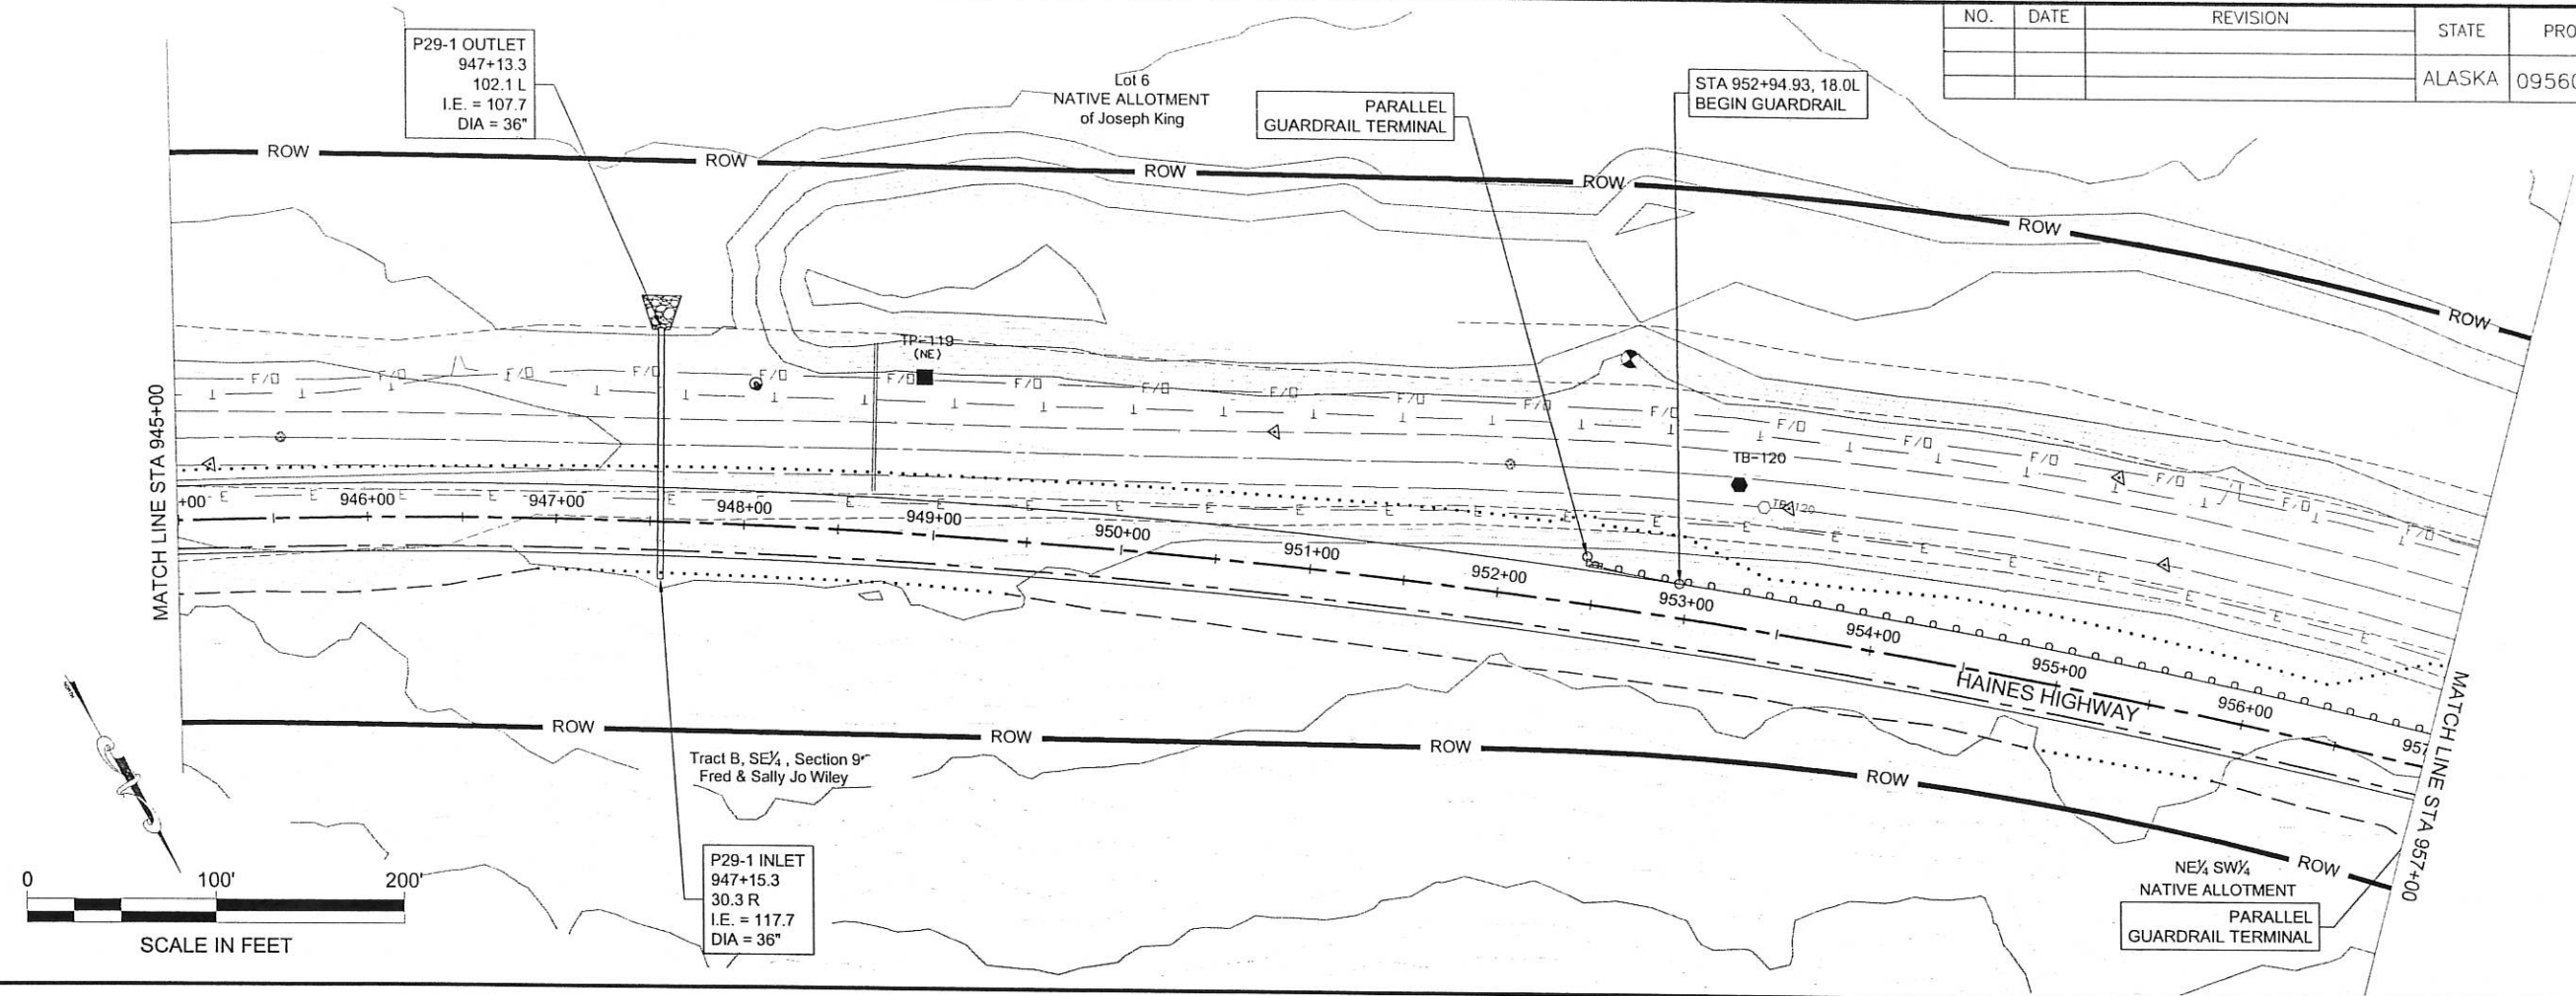 NO. DATE REVISION STATE
ALASKA
P29-1 OUTLET
947+13.3
102.1 L
I.E. = 107.7
DIA = 36"
Lot 6
NATIVE ALLOTMENT
of Joseph King
PARALLEL
GUARDRAIL TERMINAL
STA 952+94.93, 18.0L
BEGIN GUARDRAIL
ROW ROW ROW ROW ROW ROW
TP-119
(NE)
F/O F/O F/O F/O F/O F/O F/O F/O F/O F/O F/O F/O F/O F/O F/O F/O F/O F/O
TB-120
MATCH LINE STA 945+00
E E E E E E E E E E E E E E E E E E E E E E E E E
+00 946+00 947+00 948+00 949+00 950+00 951+00 952+00 953+00 954+00 955+00 956+00
HAINES HIGHWAY
MATCH LINE STA 957+00
ROW ROW ROW ROW ROW
Tract B, SE¼ , Section 9
Fred & Sally Jo Wiley
P29-1 INLET
947+15.3
30.3 R
I.E. = 117.7
DIA = 36"
NE¼ SW¼
NATIVE ALLOTMENT
PARALLEL
GUARDRAIL TERMINAL
0 100' 200'
SCALE IN FEET